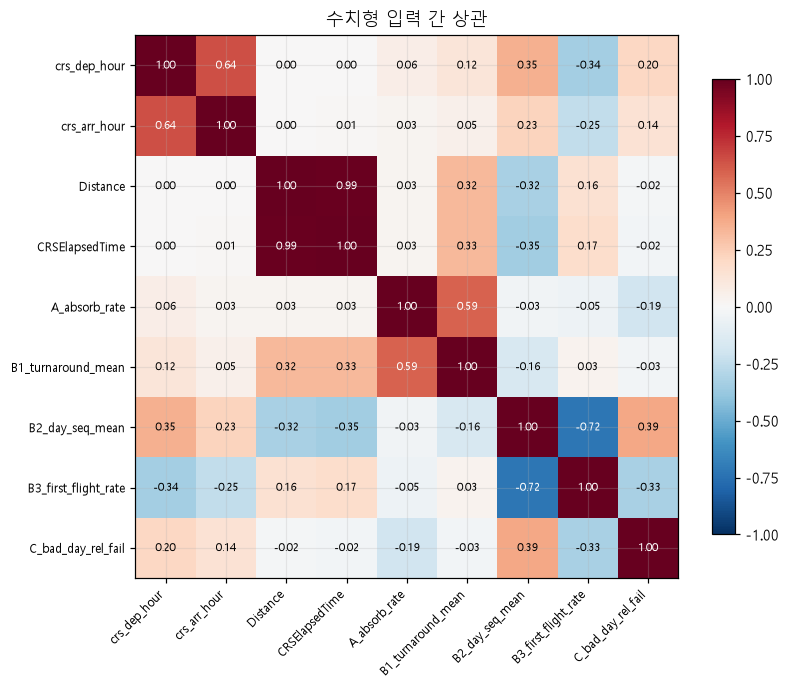 수치형 입력 간 상관
crs_dep_hour 1.00 0.64 0.00 0.00 0.06 0.12 0.35 -0.34 0.20
crs_arr_hour 0.64 1.00 0.00 0.01 0.03 0.05 0.23 -0.25 0.14
Distance 0.00 0.00 1.00 0.99 0.03 0.32 -0.32 0.16 -0.02
CRSElapsedTime 0.00 0.01 0.99 1.00 0.03 0.33 -0.35 0.17 -0.02
A_absorb_rate 0.06 0.03 0.03 0.03 1.00 0.59 -0.03 -0.05 -0.19
B1_turnaround_mean 0.12 0.05 0.32 0.33 0.59 1.00 -0.16 0.03 -0.03
B2_day_seq_mean 0.35 0.23 -0.32 -0.35 -0.03 -0.16 1.00 -0.72 0.39
B3_first_flight_rate -0.34 -0.25 0.16 0.17 -0.05 0.03 -0.72 1.00 -0.33
C_bad_day_rel_fail 0.20 0.14 -0.02 -0.02 -0.19 -0.03 0.39 -0.33 1.00
crs_dep_hour
crs_arr_hour
Distance
CRSElapsedTime
A_absorb_rate
B1_turnaround_mean
B2_day_seq_mean
B3_first_flight_rate
C_bad_day_rel_fail
1.00
0.75
0.50
0.25
0.00
-0.25
-0.50
-0.75
-1.00